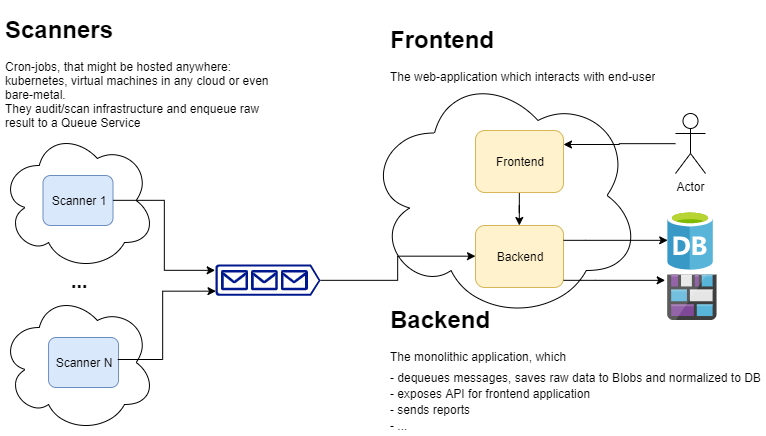 Scanners
Cron-jobs, that might be hosted anywhere:
kubernetes, virtual machines in any cloud or even
bare-metal.
They audit/scan infrastructure and enqueue raw
result to a Queue Service
Scanner 1
...
Scanner N
Frontend
The web-application which interacts with end-user
Frontend
Actor
Backend
DB
Backend
The monolithic application, which
- dequeues messages, saves raw data to Blobs and normalized to DB
- exposes API for frontend application
- sends reports
- ...